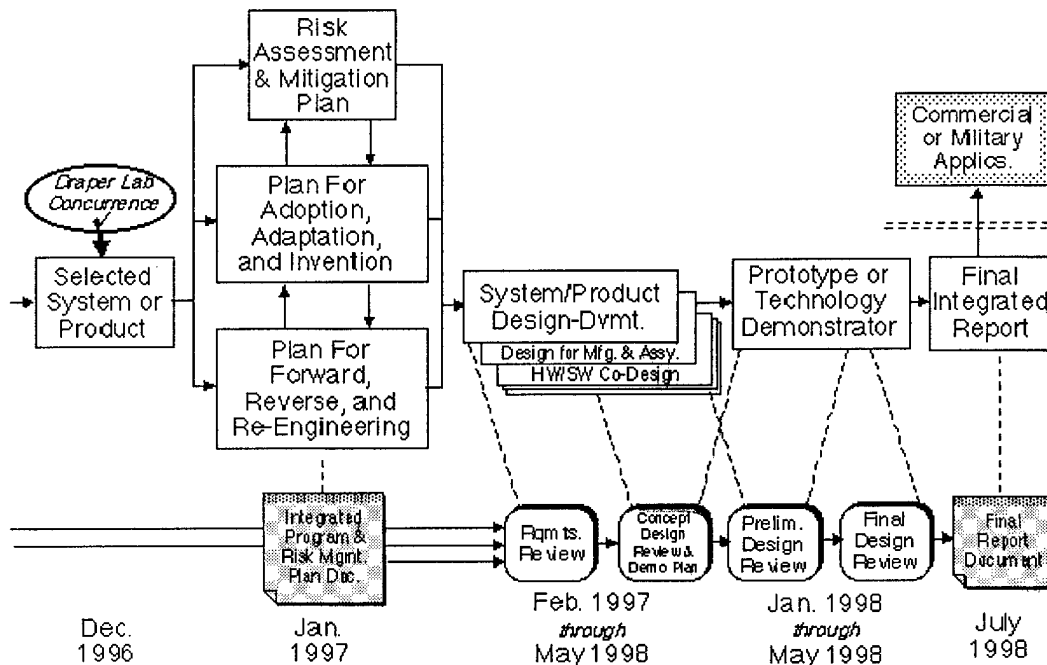 Risk
Assessment
& Mitigation
Plan
Commercial
or Military
Applics.
Draper Lab
Concurrence
Plan For
Adoption,
Adaptation,
and Invention
Selected
System or
Product
System/Product
Design-Dvmt.
Design for Mfg. & Assy.
HW/SW Co-Design
Prototype or
Technology
Demonstrator
Final
Integrated
Report
Plan For
Forward,
Reverse, and
Re-Engineering
Integrated
Program &
Risk Mgmt.
Plan Doc.
Rqmts.
Review
Concept
Design
Review &
Demo Plan
Prelim.
Design
Review
Final
Design
Review
Final
Report
Document
Dec.
1996
Jan.
1997
Feb. 1997
through
May 1998
Jan. 1998
through
May 1998
July
1998